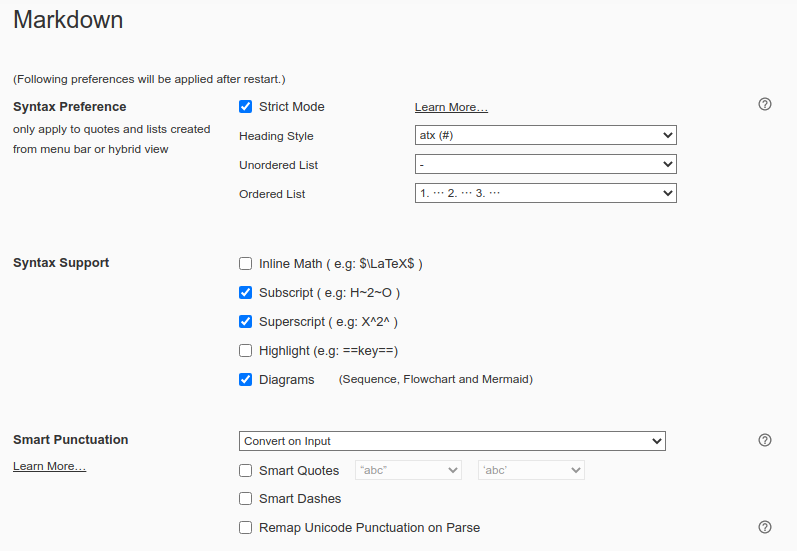 Markdown
(Following preferences will be applied after restart.)
Syntax Preference
only apply to quotes and lists created
from menu bar or hybrid view
Strict Mode
Learn More…
Heading Style
atx (#)
Unordered List
-
Ordered List
1. ··· 2. ··· 3. ···
Syntax Support
Inline Math ( e.g: $\LaTeX$ )
Subscript ( e.g: H~2~O )
Superscript ( e.g: X^2^ )
Highlight (e.g: ==key==)
Diagrams (Sequence, Flowchart and Mermaid)
Smart Punctuation
Learn More…
Convert on Input
Smart Quotes “abc” ‘abc’
Smart Dashes
Remap Unicode Punctuation on Parse